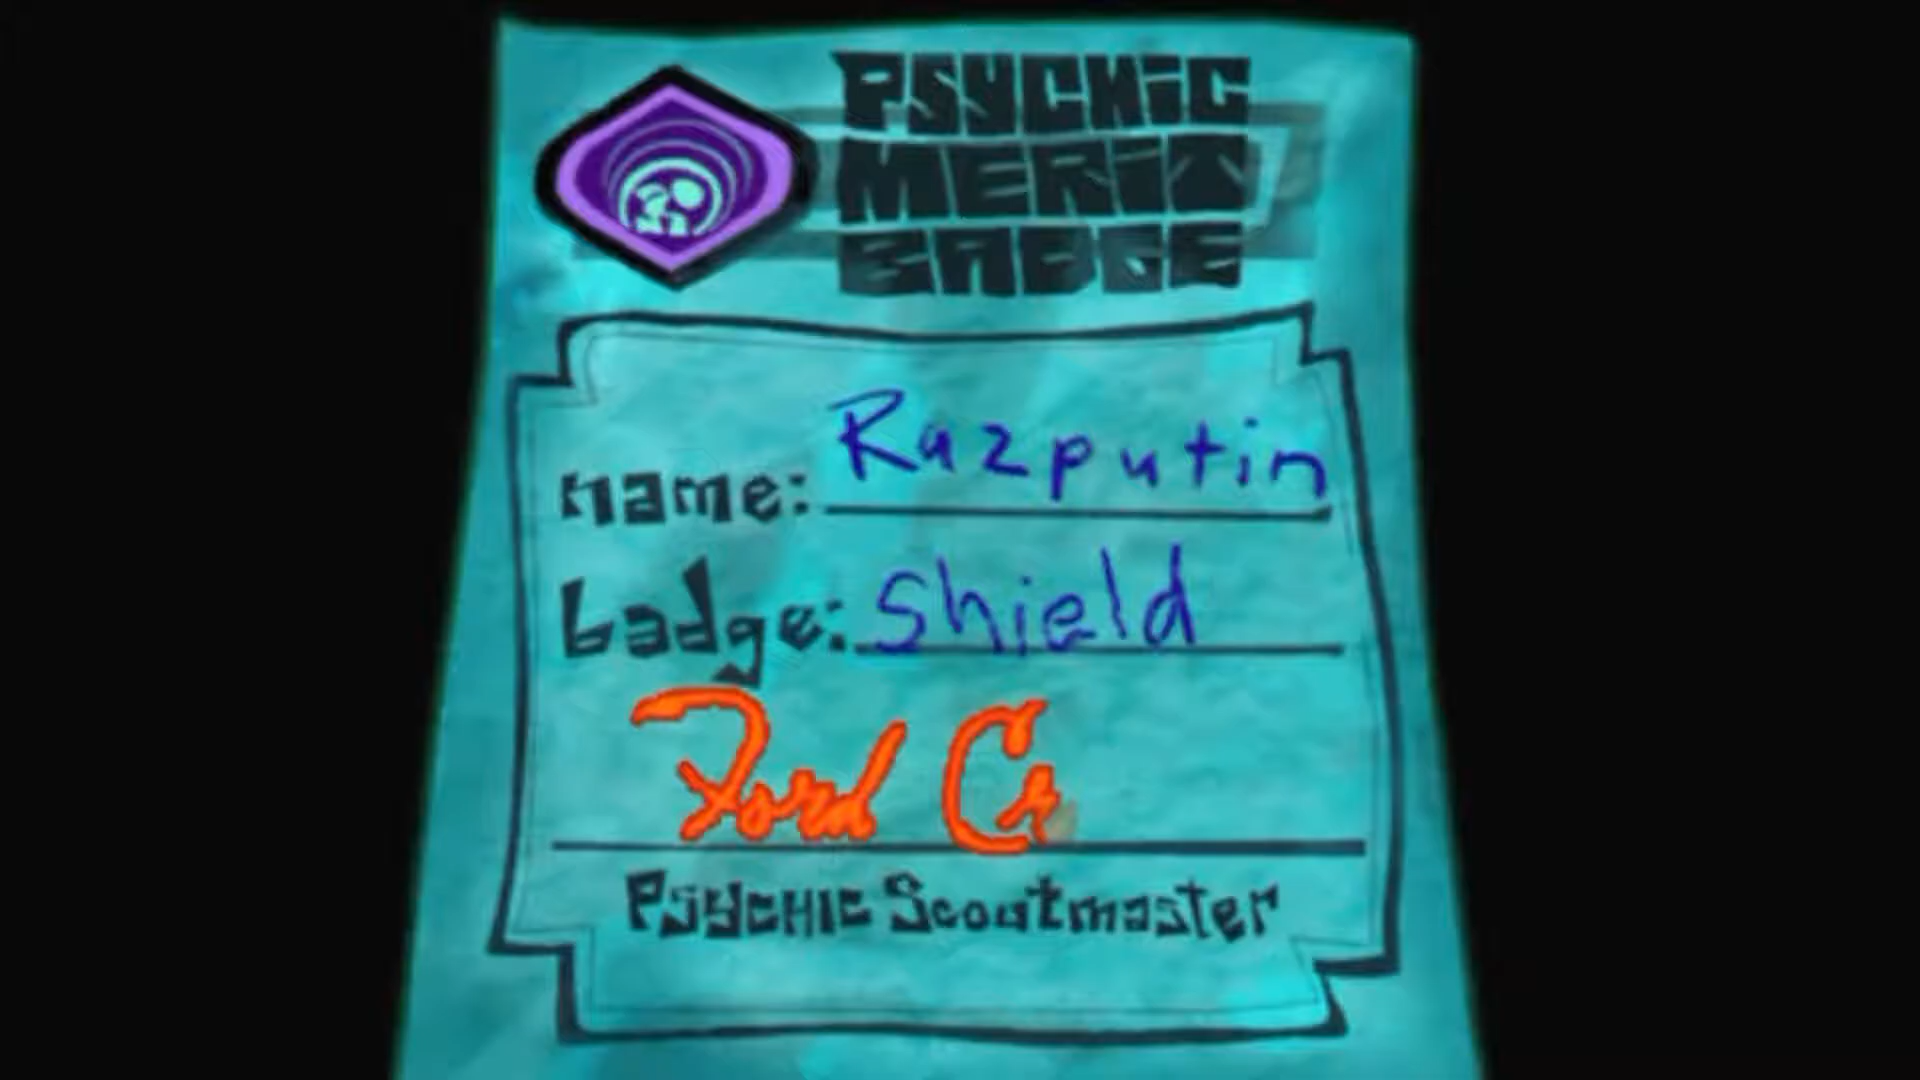 PSYCHiC
MERiT
BADGE
name: Razputin
badge: Shield
Ford Cr
Psychic Scoutmaster